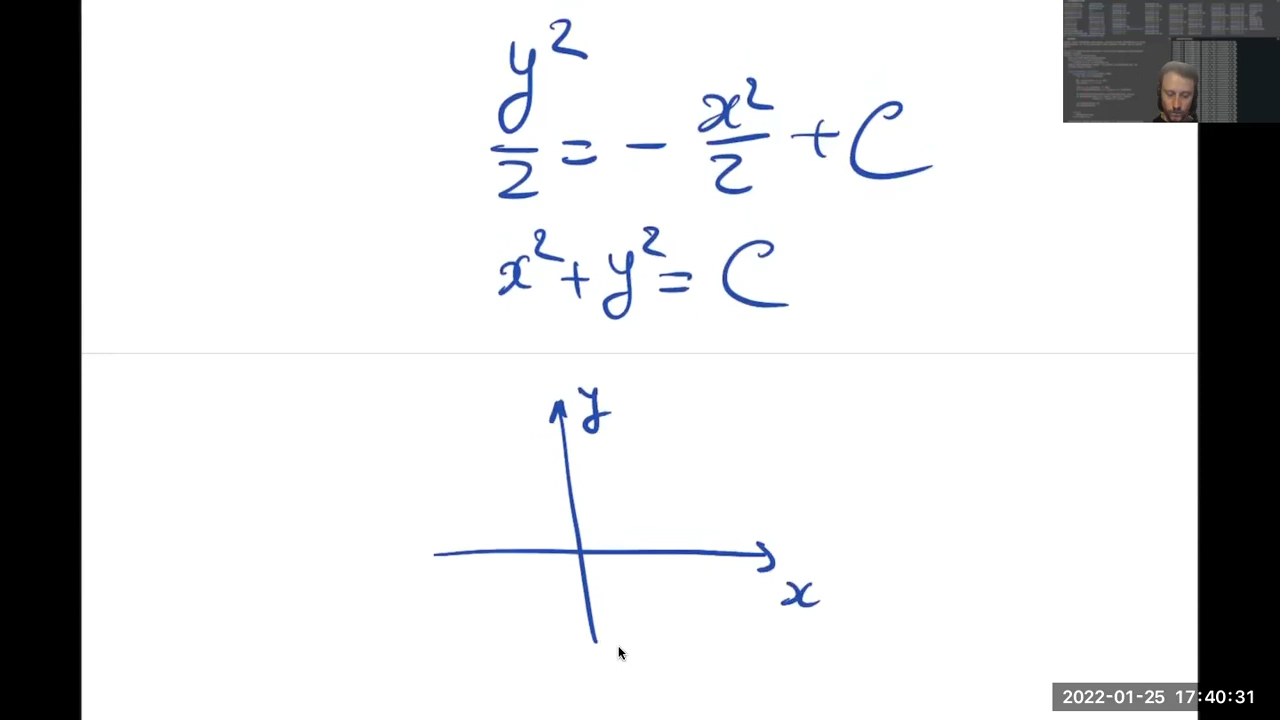 y²/2 = - x²/2 + C
x² + y² = C
y
x
2022-01-25 17:40:31